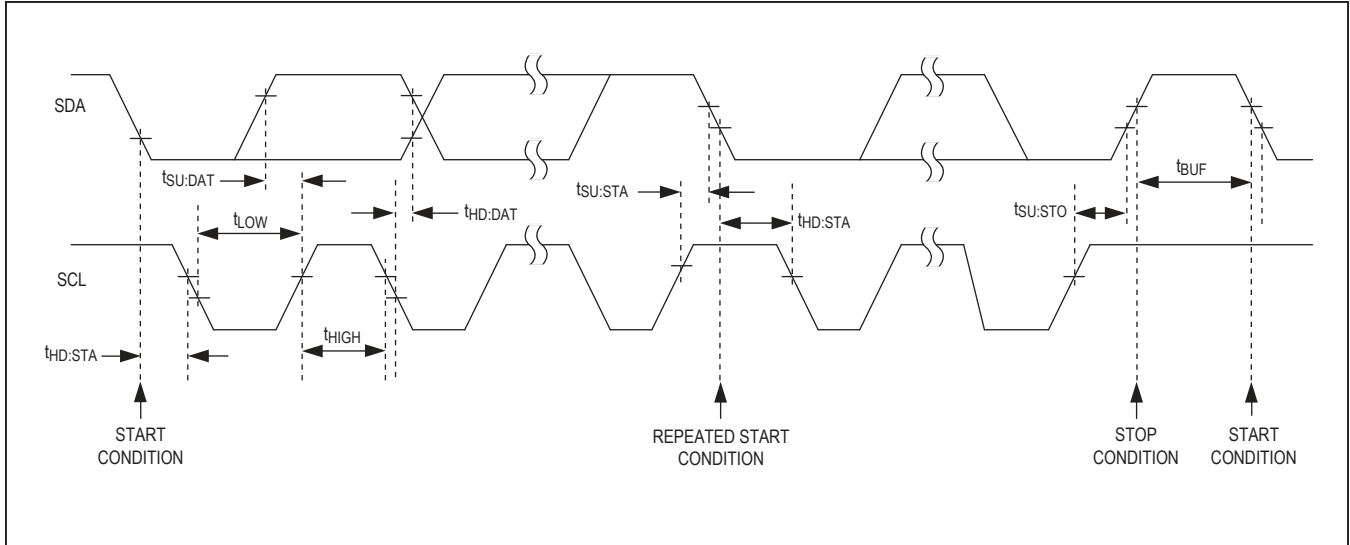 SDA
tSU:DAT
tLOW
tHD:DAT
tSU:STA
tHD:STA
tSU:STO
tBUF
SCL
tHD:STA
tHIGH
START
CONDITION
REPEATED START
CONDITION
STOP
CONDITION
START
CONDITION